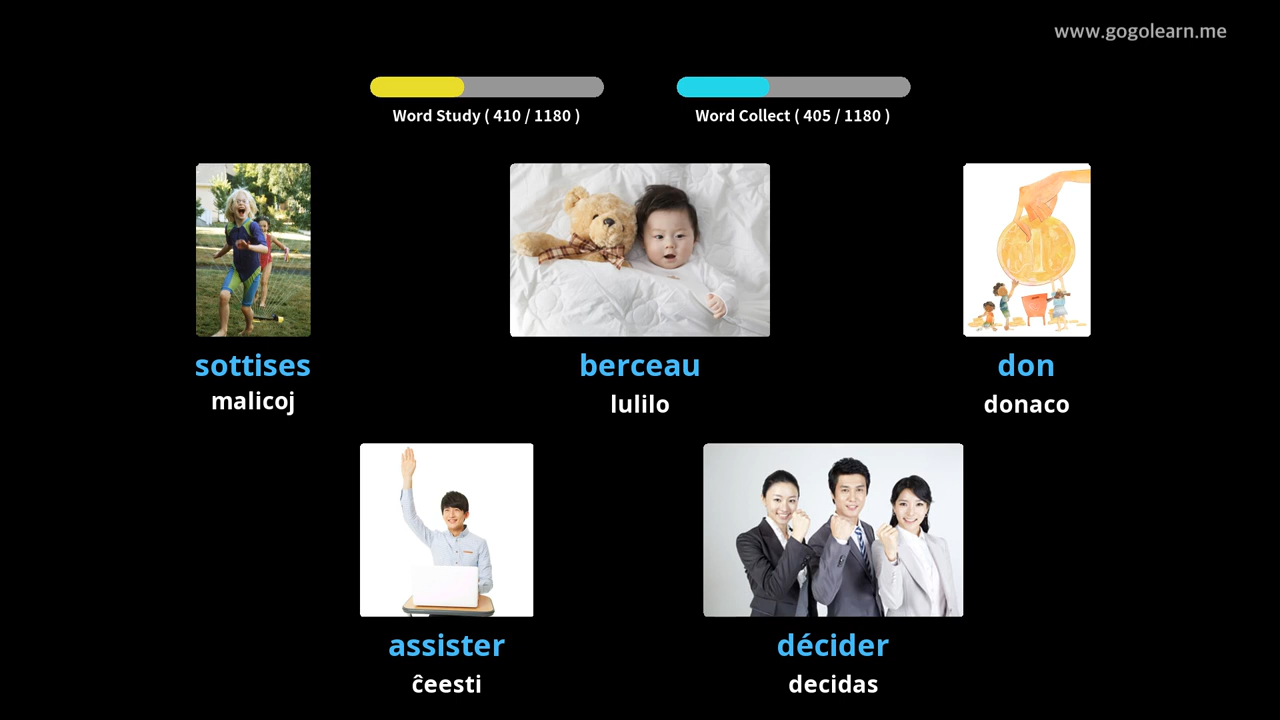 www.gogolearn.me
Word Study ( 410 / 1180 )
Word Collect ( 405 / 1180 )
sottises
malicoj
berceau
lulilo
don
donaco
assister
ĉeesti
décider
decidas